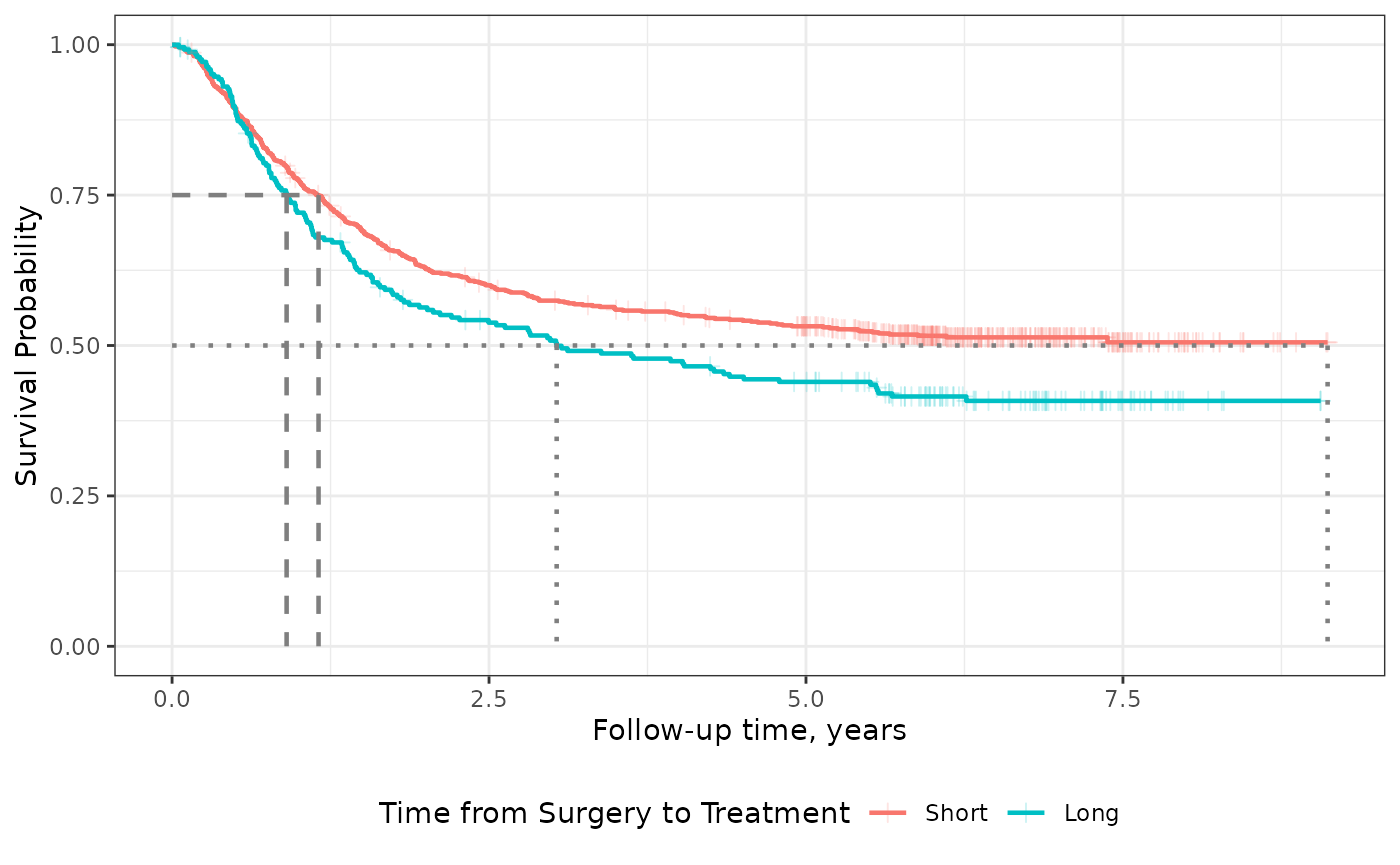 1.00
0.75
0.50
0.25
0.00
Survival Probability
0.0 2.5 5.0 7.5
Follow-up time, years
Time from Surgery to Treatment Short Long